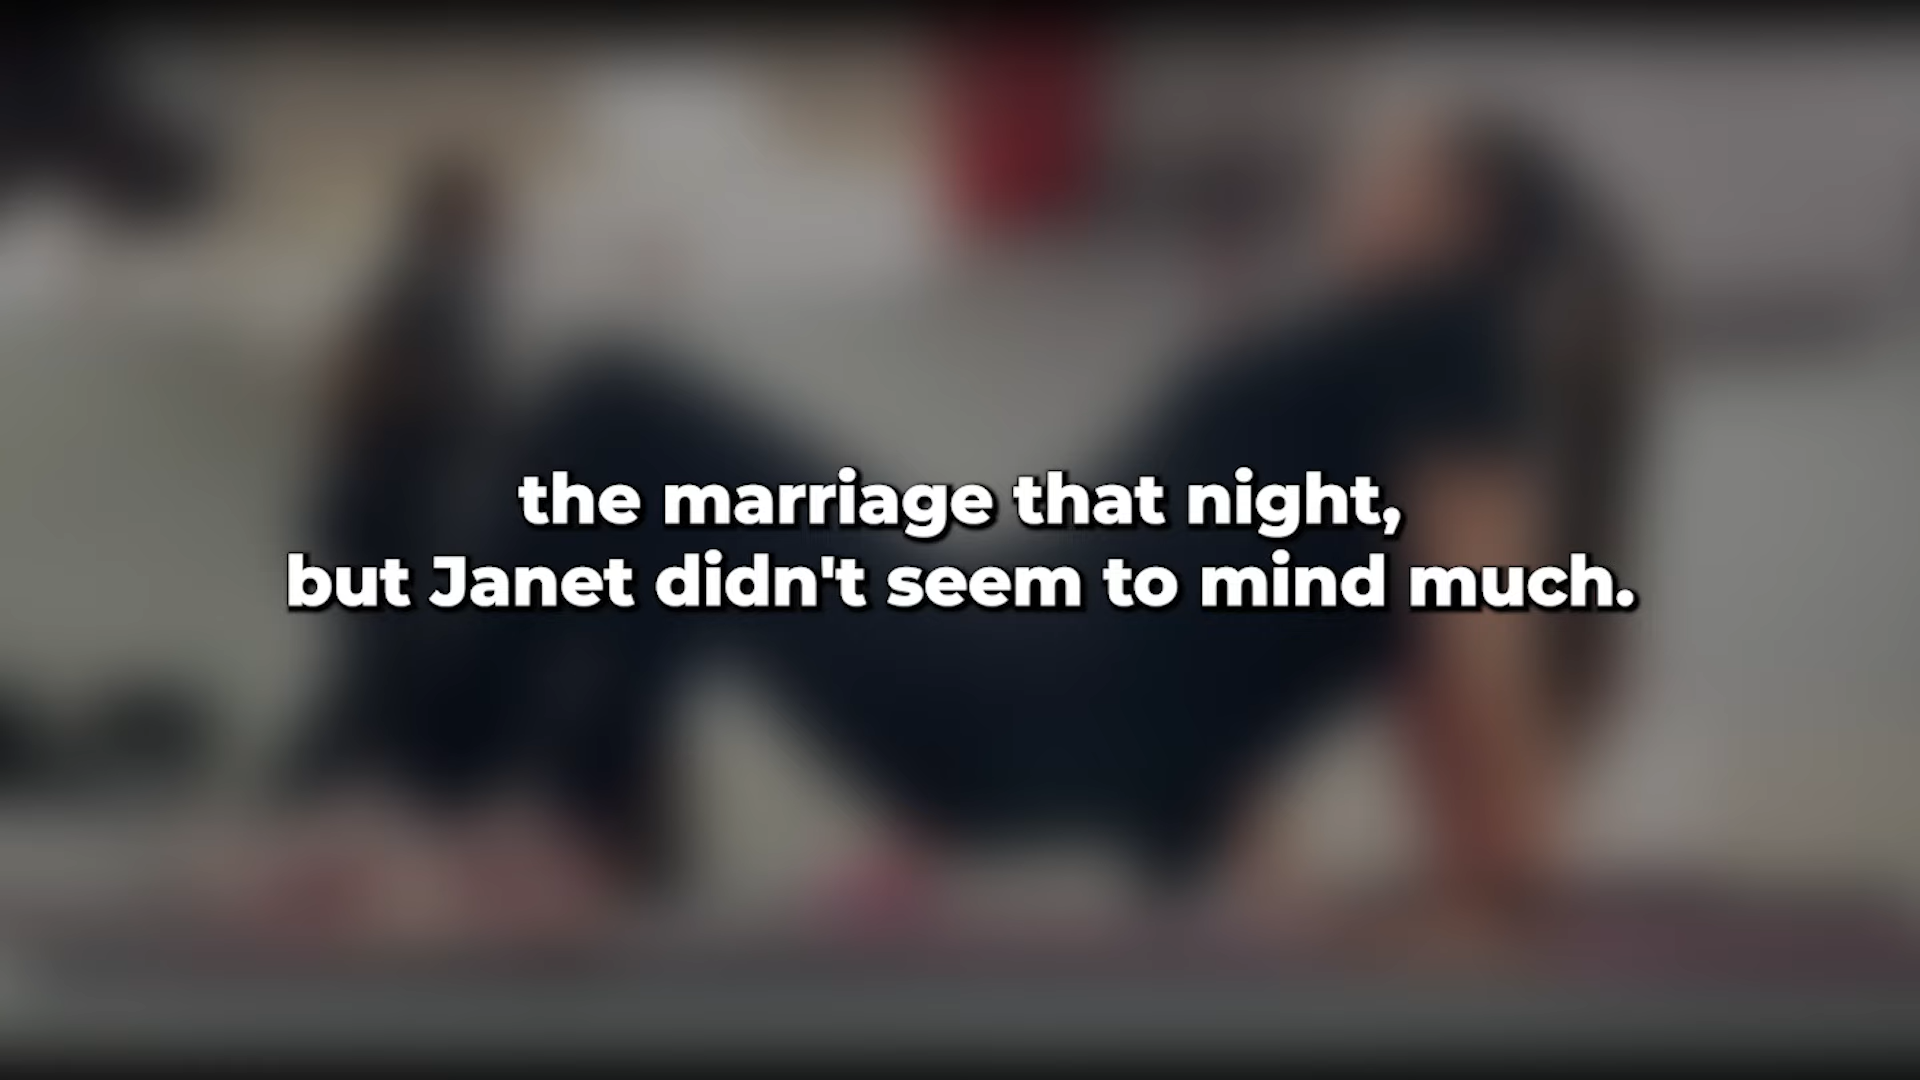 the marriage that night,
but Janet didn't seem to mind much.